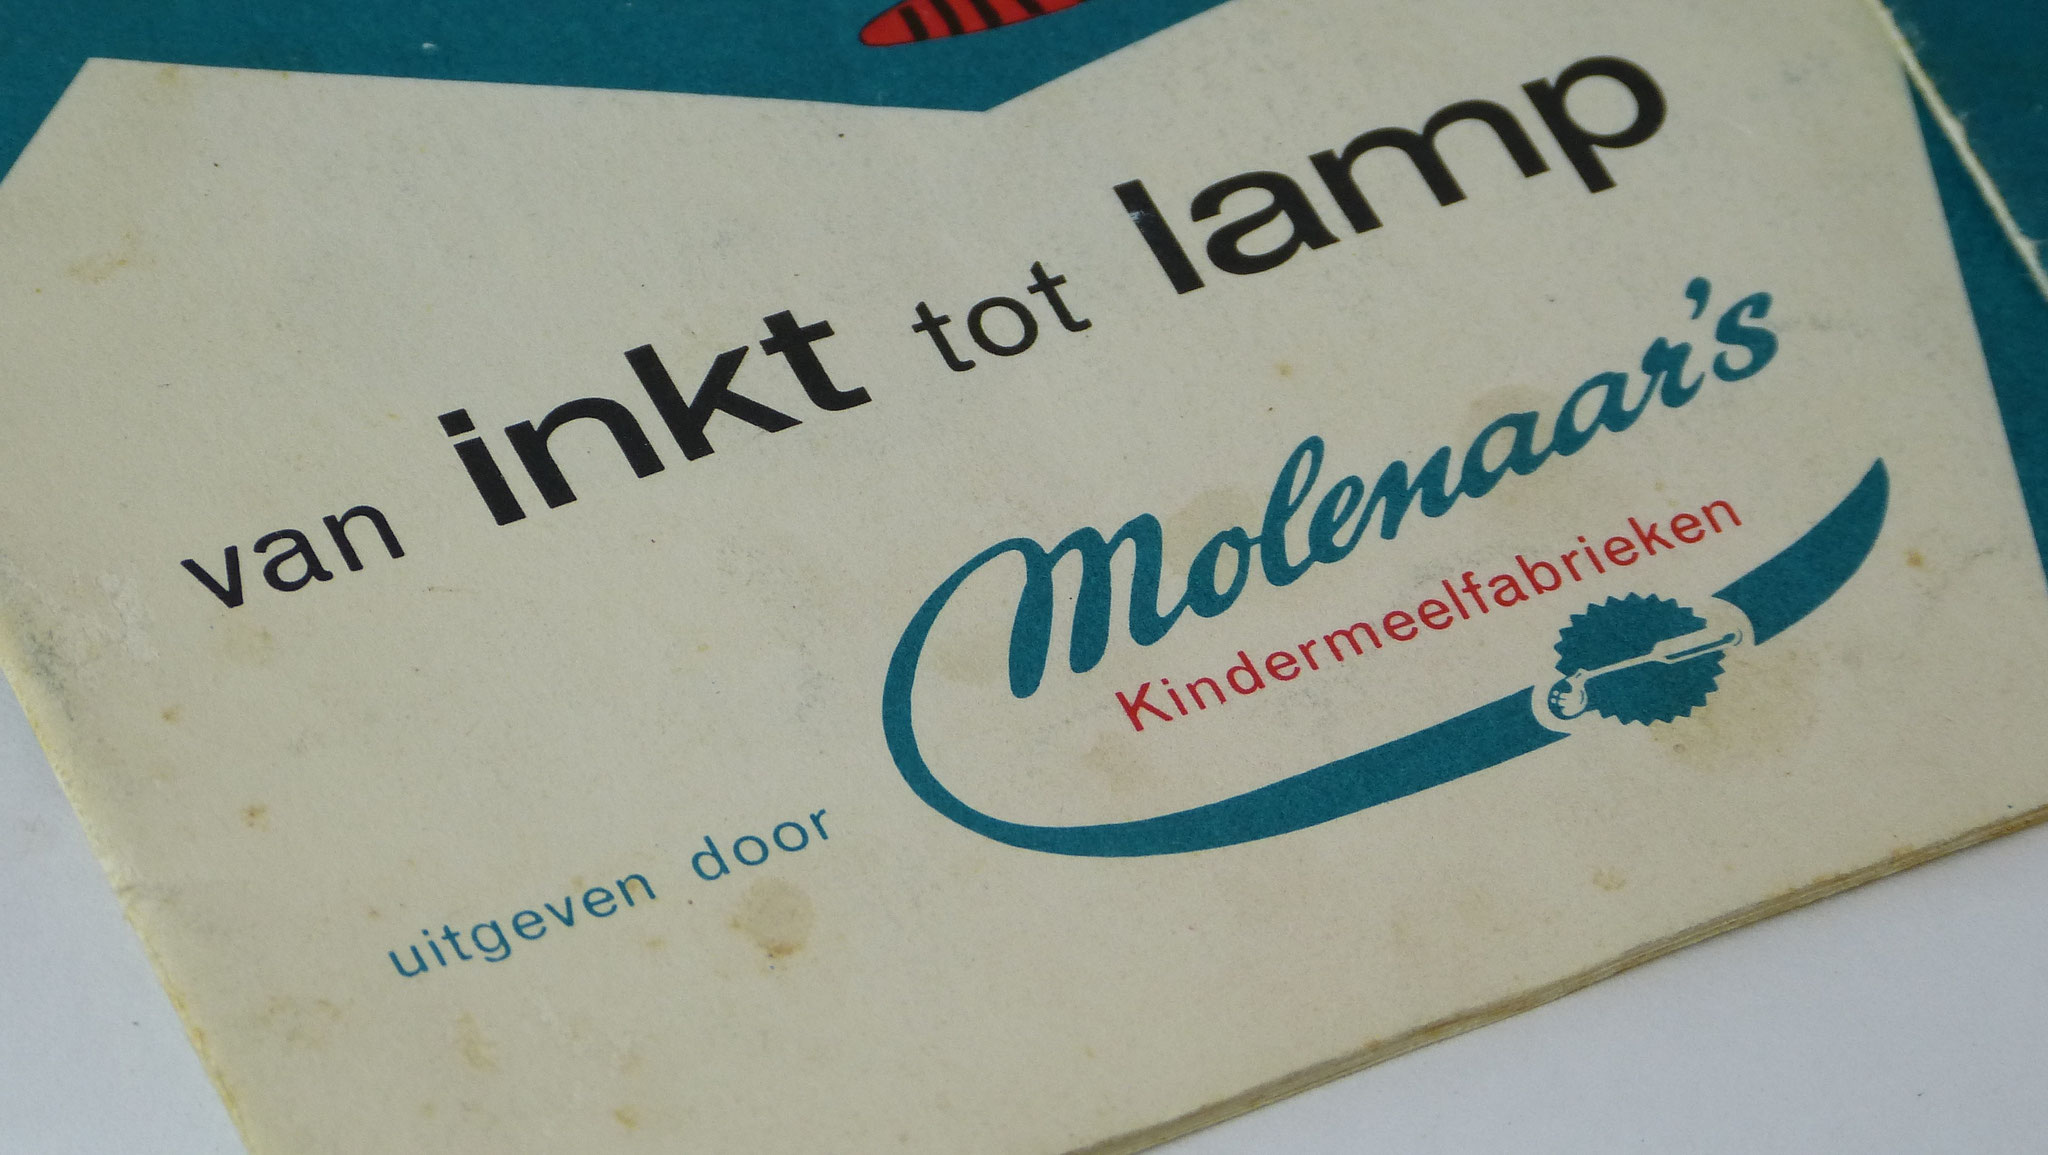 van inkt tot lamp
uitgeven door
Molenaar's
Kindermeelfabrieken